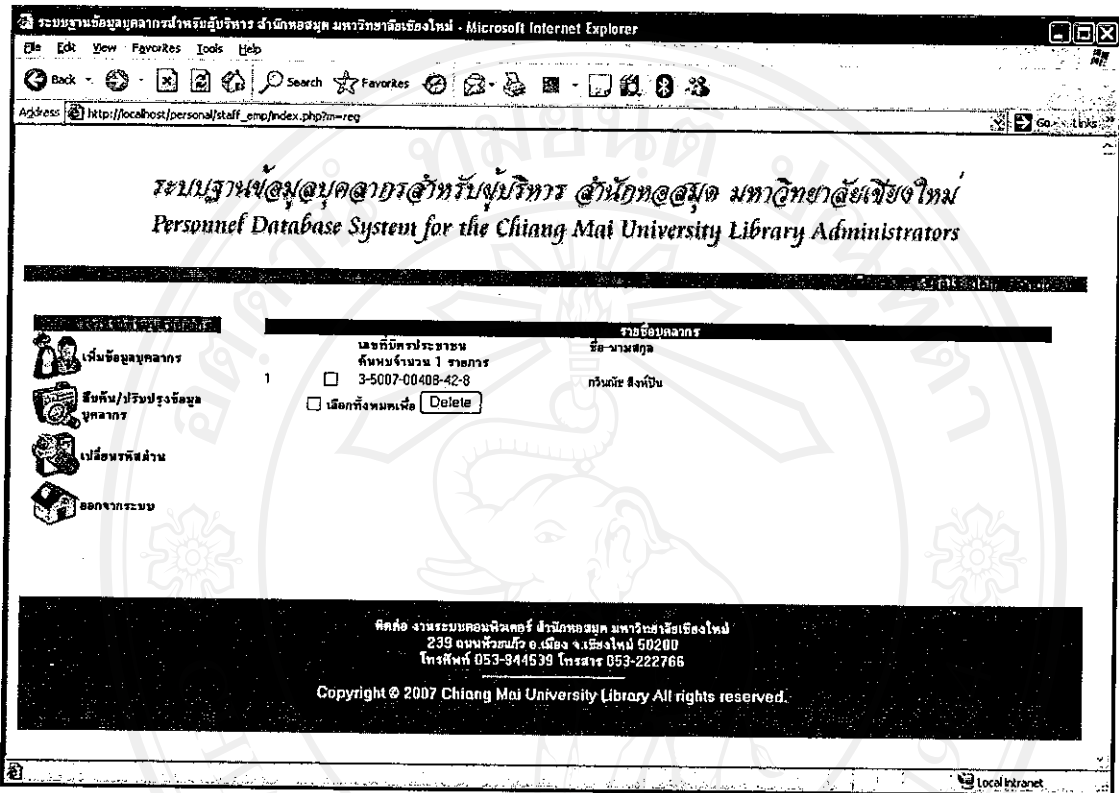 ระบบฐานข้อมูลบุคลากรสำหรับผู้บริหาร สำนักหอสมุด มหาวิทยาลัยเชียงใหม่ - Microsoft Internet Explorer
File Edit View Favorites Tools Help
Back Search Favorites
Address http://localhost/personal/staff_emp/index.php?m=reg Go Links
ระบบฐานข้อมูลบุคลากรสำหรับผู้บริหาร สำนักหอสมุด มหาวิทยาลัยเชียงใหม่
Personnel Database System for the Chiang Mai University Library Administrators
รายชื่อบุคลากร
เลขที่บัตรประชาชน ชื่อ-นามสกุล
ค้นพบจำนวน 1 รายการ
1 3-5007-00408-42-8 กวินณัช สิงห์ปัน
เลือกทั้งหมดเพื่อ Delete
เพิ่มข้อมูลบุคลากร
สืบค้น/ปรับปรุงข้อมูล
บุคลากร
เปลี่ยนรหัสผ่าน
ออกจากระบบ
ติดต่อ งานระบบคอมพิวเตอร์ สำนักหอสมุด มหาวิทยาลัยเชียงใหม่
239 ถนนห้วยแก้ว อ.เมือง จ.เชียงใหม่ 50200
โทรศัพท์ 053-944539 โทรสาร 053-222766
Copyright © 2007 Chiang Mai University Library All rights reserved.
Local intranet